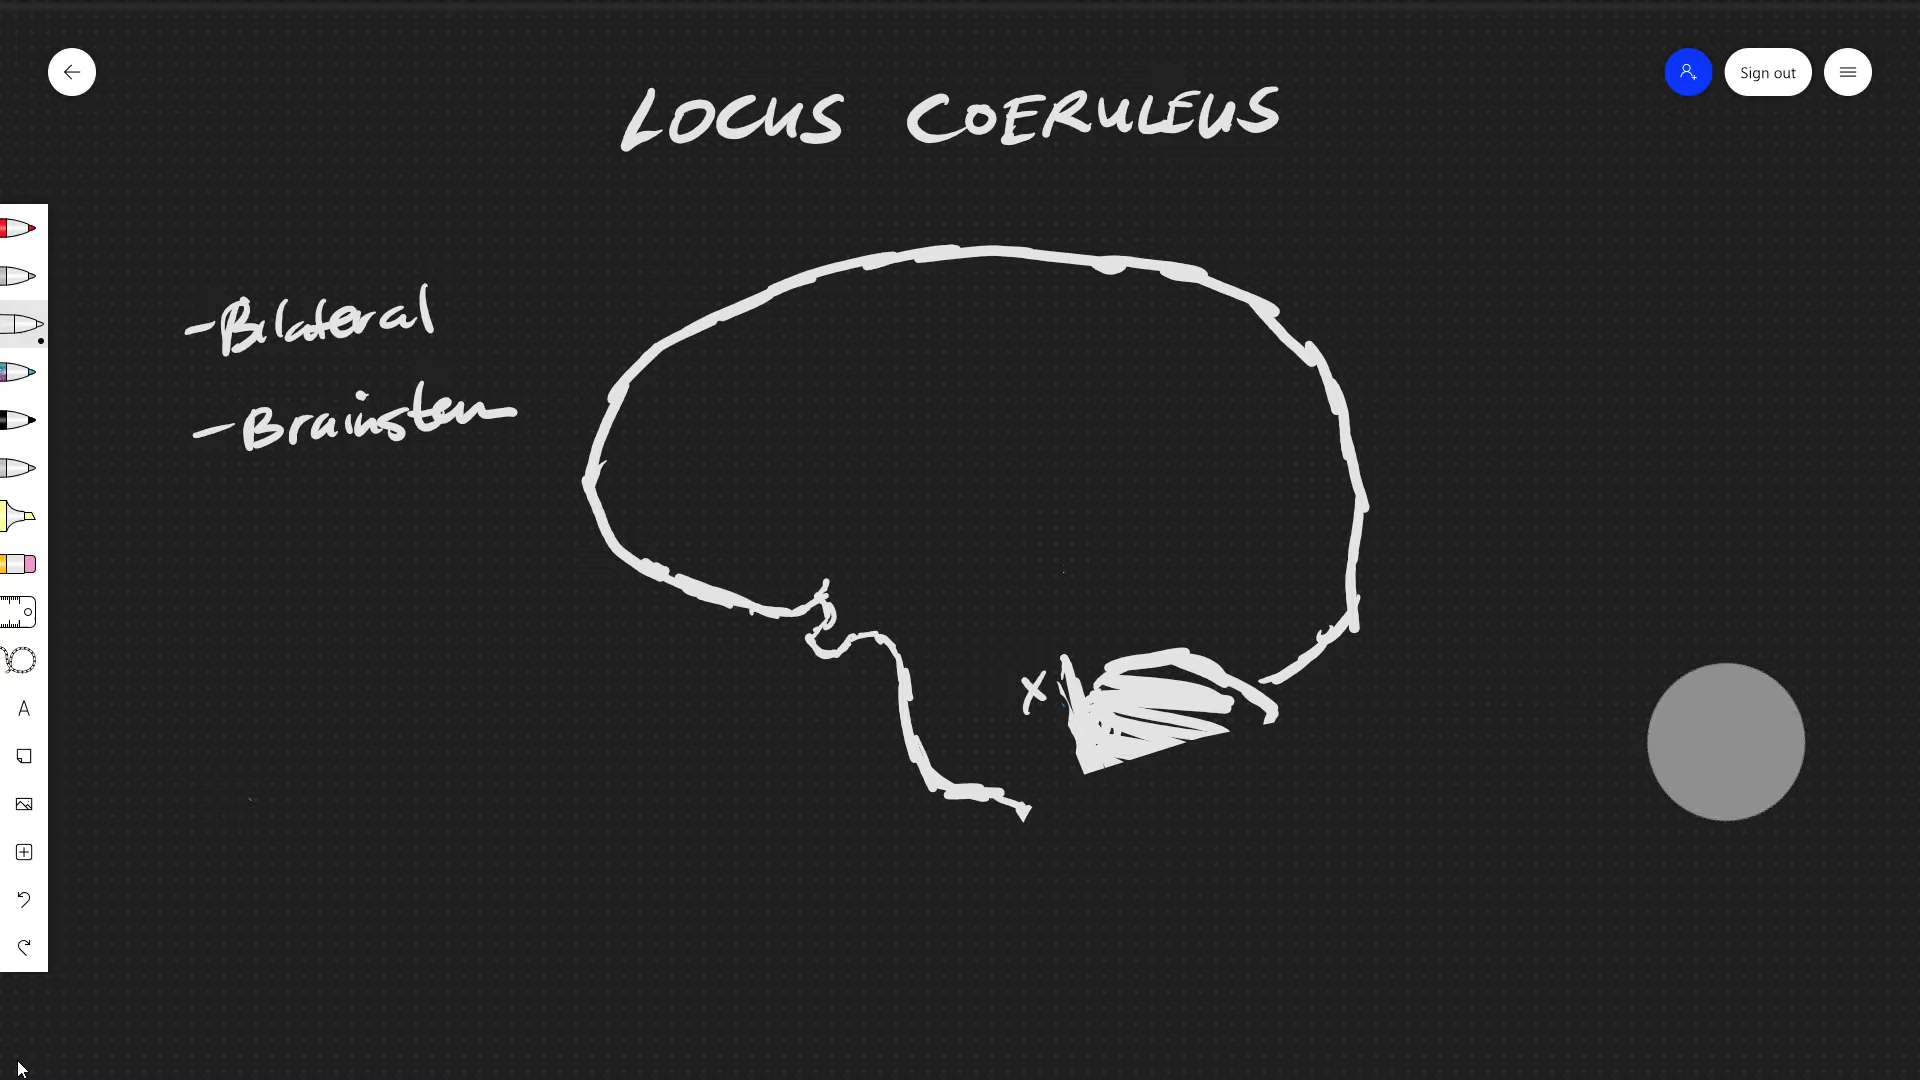 Sign out
LOCUS COERULEUS
-Bilateral
-Brainstem
X
A